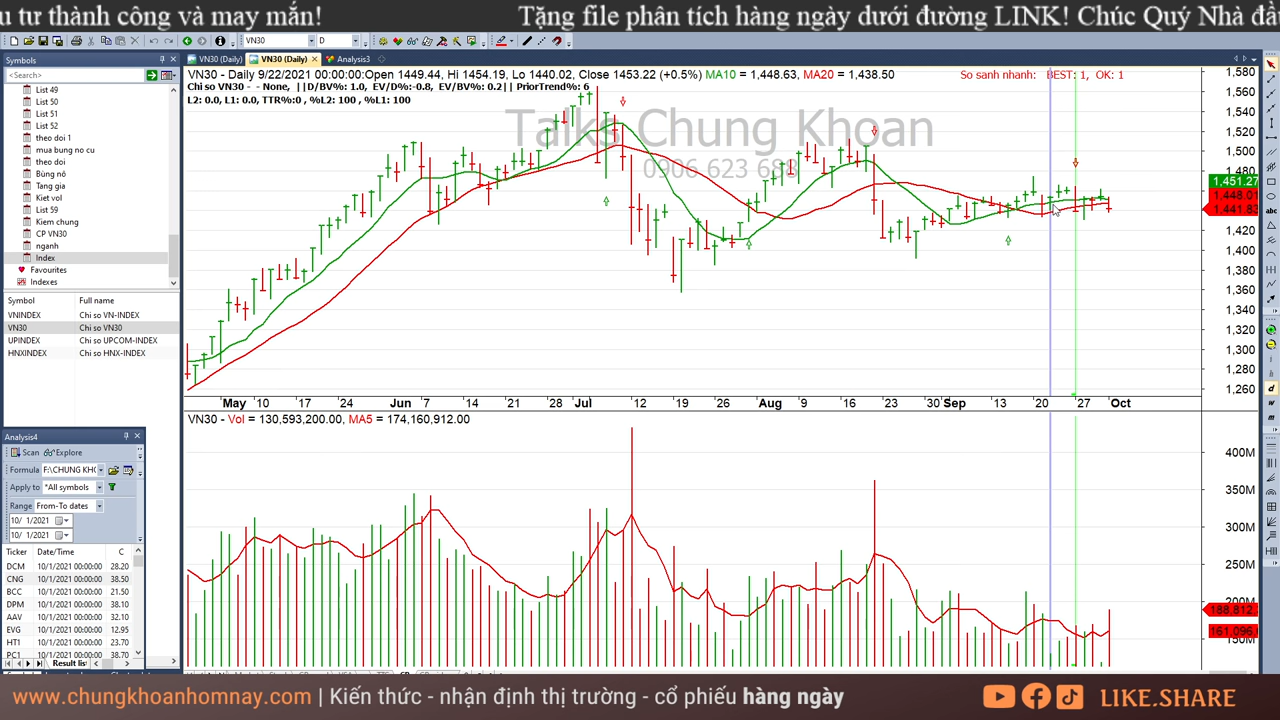 u tư thành công và may mắn!
Tặng file phân tích hàng ngày dưới đường LINK! Chúc Quý Nhà đầ
VN30
D
Symbols
VN30 (Daily)
VN30 (Daily)
Analysis3
<Search>
List 49
List 50
List 51
List 52
theo doi 1
mua bung no cu
theo doi
Bùng nổ
Tang gia
Kiet vol
List 59
Kiem chung
CP VN30
nganh
Index
Favourites
Indexes
Symbol Full name
VNINDEX Chi so VN-INDEX
VN30 Chi so VN30
UPINDEX Chi so UPCOM-INDEX
HNXINDEX Chi so HNX-INDEX
VN30 - Daily 9/22/2021 00:00:00:Open 1449.44, Hi 1454.19, Lo 1440.02, Close 1453.22 (+0.5%) MA10 = 1,448.63, MA20 = 1,438.50
So sanh nhanh: BEST: 1, OK: 1
Chi so VN30 - - None, ||D/BV%: 1.0, EV/D%:-0.8, EV/BV%: 0.2|| PriorTrend%: 6
L2: 0.0, L1: 0.0, TTR%:0 , %L2: 100 , %L1: 100
Talks Chung Khoan
0906 623 688
1,580
1,560
1,540
1,520
1,500
1,480
1,451.27
1,448.01
1,441.83
1,420
1,400
1,380
1,360
1,340
1,320
1,300
1,280
1,260
May 10 17 24 Jun 7 14 21 28 Jul 12 19 26 Aug 9 16 23 30 Sep 13 20 27 Oct
VN30 - Vol = 130,593,200.00, MA5 = 174,160,912.00
400M
350M
300M
250M
200M
188,812,
161,096,
150M
Analysis4
Scan Explore
Formula F:\CHUNG KHO
Apply to *All symbols
Range From-To dates
10/ 1/2021
10/ 1/2021
Ticker Date/Time C
DCM 10/1/2021 00:00:00 28.20
CNG 10/1/2021 00:00:00 38.50
BCC 10/1/2021 00:00:00 21.50
DPM 10/1/2021 00:00:00 38.10
AAV 10/1/2021 00:00:00 32.10
EVG 10/1/2021 00:00:00 12.95
HT1 10/1/2021 00:00:00 23.70
PC1 10/1/2021 00:00:00 38.65
Result list
www.chungkhoanhomnay.com | Kiến thức - nhận định thị trường - cổ phiếu hàng ngày
LIKE.SHARE